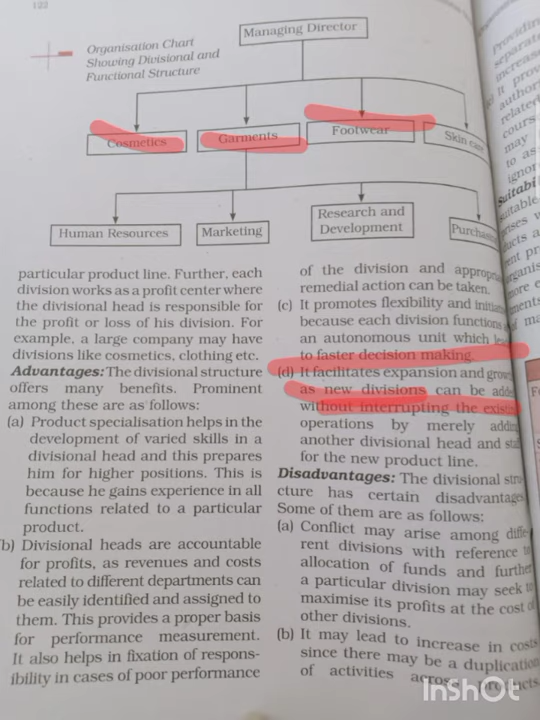 122
Organisation Chart
Showing Divisional and
Functional Structure
Managing Director
Cosmetics
Garments
Footwear
Skin care
Human Resources
Marketing
Research and
Development
particular product line. Further, each
division works as a profit center where
the divisional head is responsible for
the profit or loss of his division. For
example, a large company may have
divisions like cosmetics, clothing etc.
Advantages: The divisional structure
offers many benefits. Prominent
among these are as follows:
(a) Product specialisation helps in the
development of varied skills in a
divisional head and this prepares
him for higher positions. This is
because he gains experience in all
functions related to a particular
product.
(b) Divisional heads are accountable
for profits, as revenues and costs
related to different departments can
be easily identified and assigned to
them. This provides a proper basis
for performance measurement.
It also helps in fixation of respons-
ibility in cases of poor performance
of the division and
remedial action can be taken.
(c) It promotes flexibility and
because each division functions
an autonomous unit which
to faster decision making.
(d) It facilitates expansion and
as new divisions can be
without interrupting the
operations by merely
another divisional head and
for the new product line.
Disadvantages: The divisional
cture has certain disadvantages.
Some of them are as follows:
(a) Conflict may arise among
rent divisions with reference to
allocation of funds and further
a particular division may seek to
maximise its profits at the cost of
other divisions.
(b) It may lead to increase in costs
since there may be a duplication
of activities across products.
InShot